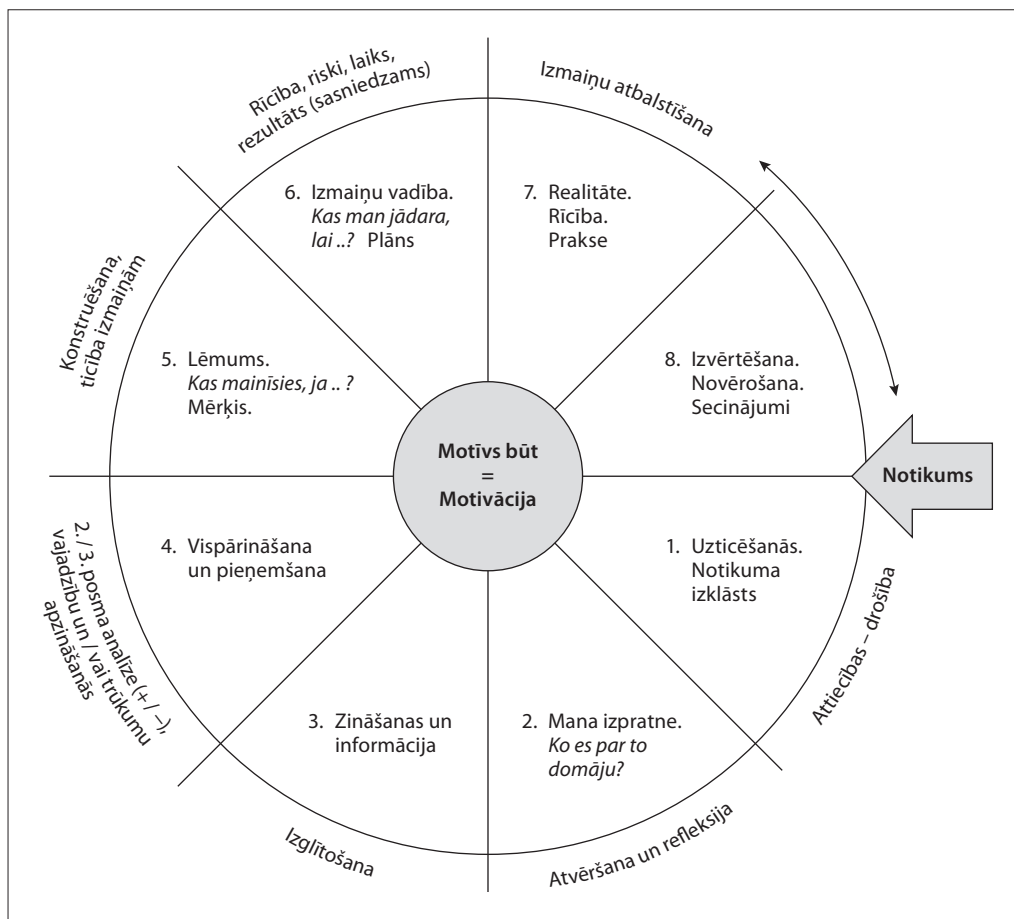 Rīcība, riski, laiks,
rezultāts (sasniedzams)
Izmaiņu atbalstīšana
6. Izmaiņu vadība.
Kas man jādara,
lai ..? Plāns
7. Realitāte.
Rīcība.
Prakse
Konstruēšana,
ticība izmaiņām
5. Lēmums.
Kas mainīsies, ja .. ?
Mērķis.
8. Izvērtēšana.
Novērošana.
Secinājumi
Motīvs būt
=
Motivācija
Notikums
4. Vispārināšana
un pieņemšana
1. Uzticēšanās.
Notikuma
izklāsts
2. / 3. posma analīze (+ / –),
vajadzību un / vai trūkumu
apzināšanās
Attiecības – drošība
3. Zināšanas un
informācija
2. Mana izpratne.
Ko es par to
domāju?
Izglītošana
Atvēršana un refleksija